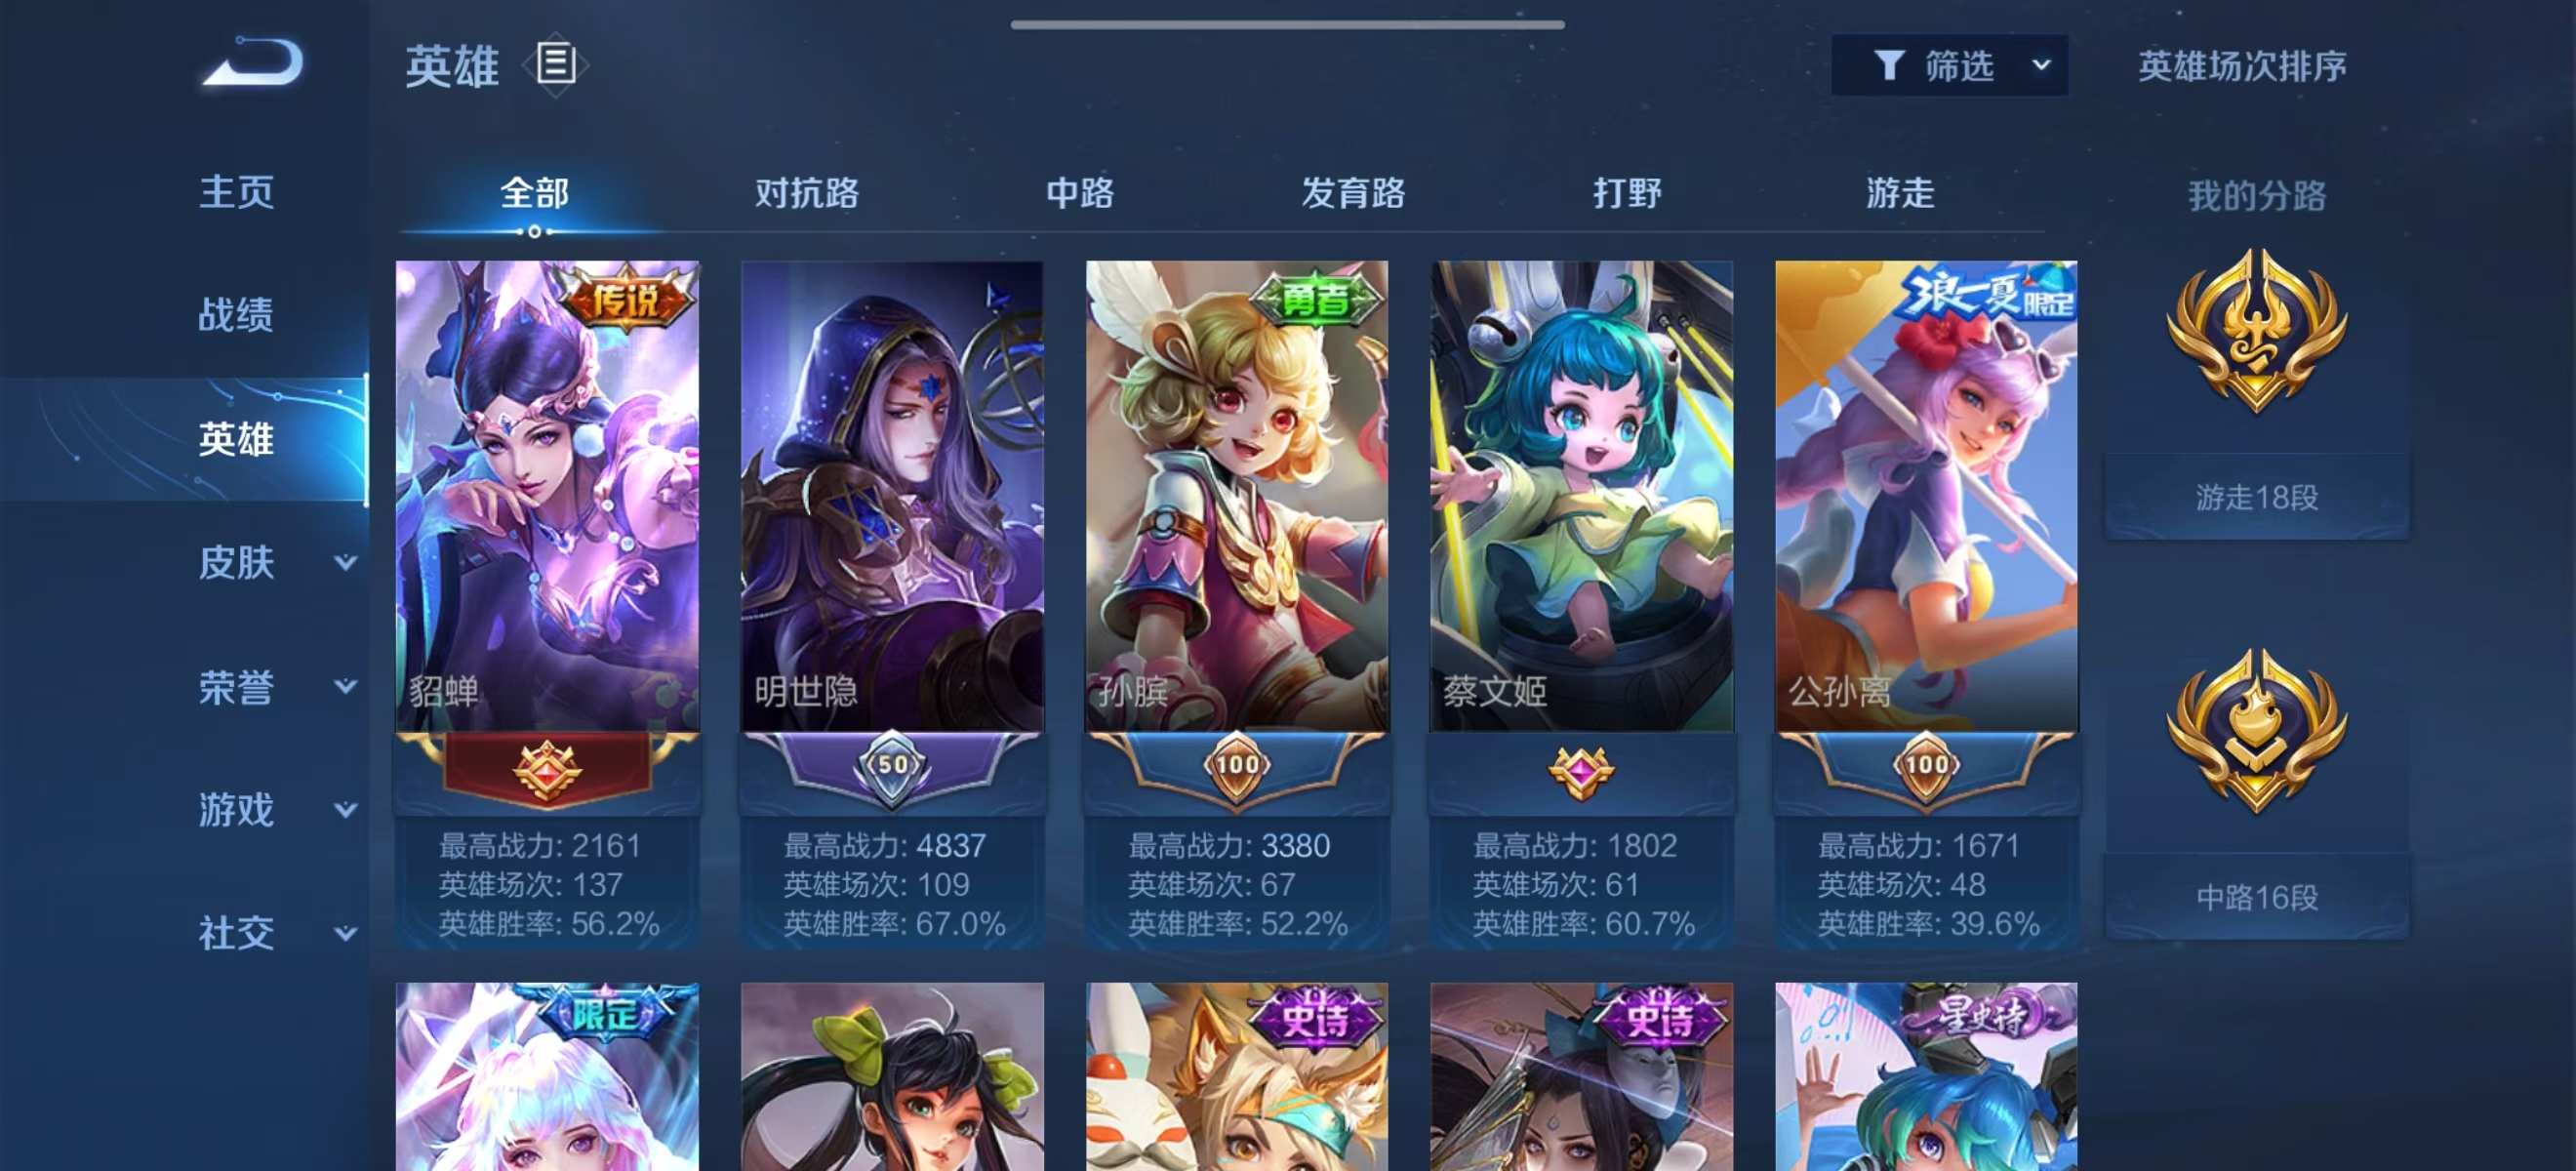 英雄
筛选
英雄场次排序
主页
战绩
英雄
皮肤
荣誉
游戏
社交
全部
对抗路
中路
发育路
打野
游走
我的分路
传说
貂蝉
最高战力: 2161
英雄场次: 137
英雄胜率: 56.2%
明世隐
50
最高战力: 4837
英雄场次: 109
英雄胜率: 67.0%
勇者
孙膑
100
最高战力: 3380
英雄场次: 67
英雄胜率: 52.2%
蔡文姬
最高战力: 1802
英雄场次: 61
英雄胜率: 60.7%
浪一夏 限定
公孙离
100
最高战力: 1671
英雄场次: 48
英雄胜率: 39.6%
游走18段
中路16段
限定
史诗
史诗
星史诗